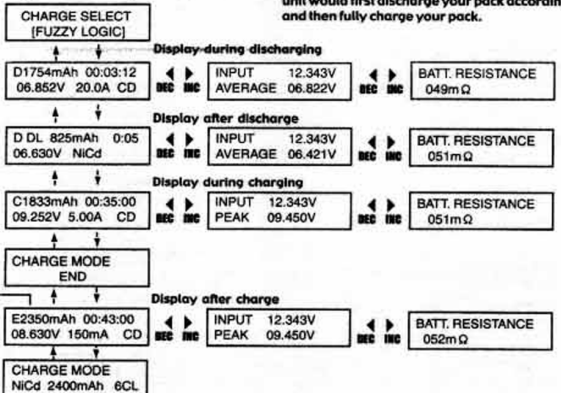 unit would first discharge your pack accordin
and then fully charge your pack.
CHARGE SELECT
[FUZZY LOGIC]
Display during discharging
D1754mAh 00:03:12
06.852V 20.0A CD
DEC INC
INPUT 12.343V
AVERAGE 06.822V
DEC INC
BATT. RESISTANCE
049mΩ
Display after discharge
D DL 825mAh 0:05
06.630V NiCd
DEC INC
INPUT 12.343V
AVERAGE 06.421V
DEC INC
BATT. RESISTANCE
051mΩ
Display during charging
C1833mAh 00:35:00
09.252V 5.00A CD
DEC INC
INPUT 12.343V
PEAK 09.450V
DEC INC
BATT. RESISTANCE
051mΩ
CHARGE MODE
END
Display after charge
E2350mAh 00:43:00
08.630V 150mA CD
DEC INC
INPUT 12.343V
PEAK 09.450V
DEC INC
BATT. RESISTANCE
052mΩ
CHARGE MODE
NiCd 2400mAh 6CL